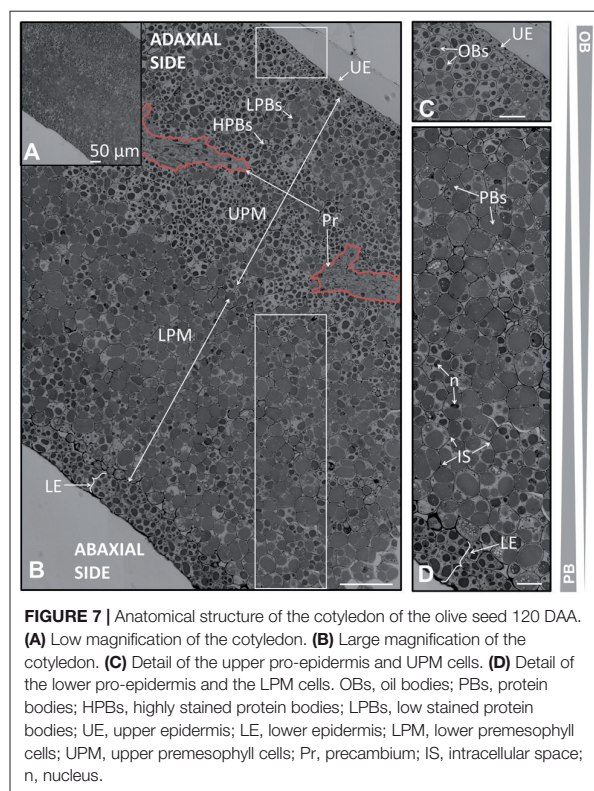 ADAXIAL
SIDE
UE
LPBs
HPBs
A
50 μm
UPM
Pr
LPM
LE
ABAXIAL
SIDE
B
OBs
UE
C
PBs
n
IS
LE
D
OB
PB
FIGURE 7 | Anatomical structure of the cotyledon of the olive seed 120 DAA.
(A) Low magnification of the cotyledon. (B) Large magnification of the
cotyledon. (C) Detail of the upper pro-epidermis and UPM cells. (D) Detail of
the lower pro-epidermis and the LPM cells. OBs, oil bodies; PBs, protein
bodies; HPBs, highly stained protein bodies; LPBs, low stained protein
bodies; UE, upper epidermis; LE, lower epidermis; LPM, lower premesophyll
cells; UPM, upper premesophyll cells; Pr, precambium; IS, intracellular space;
n, nucleus.